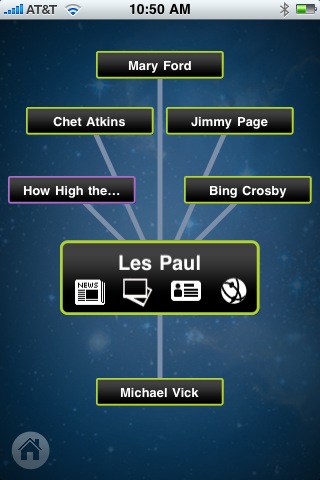 AT&T 10:50 AM
Mary Ford
Chet Atkins Jimmy Page
How High the... Bing Crosby
Les Paul
NEWS
Michael Vick